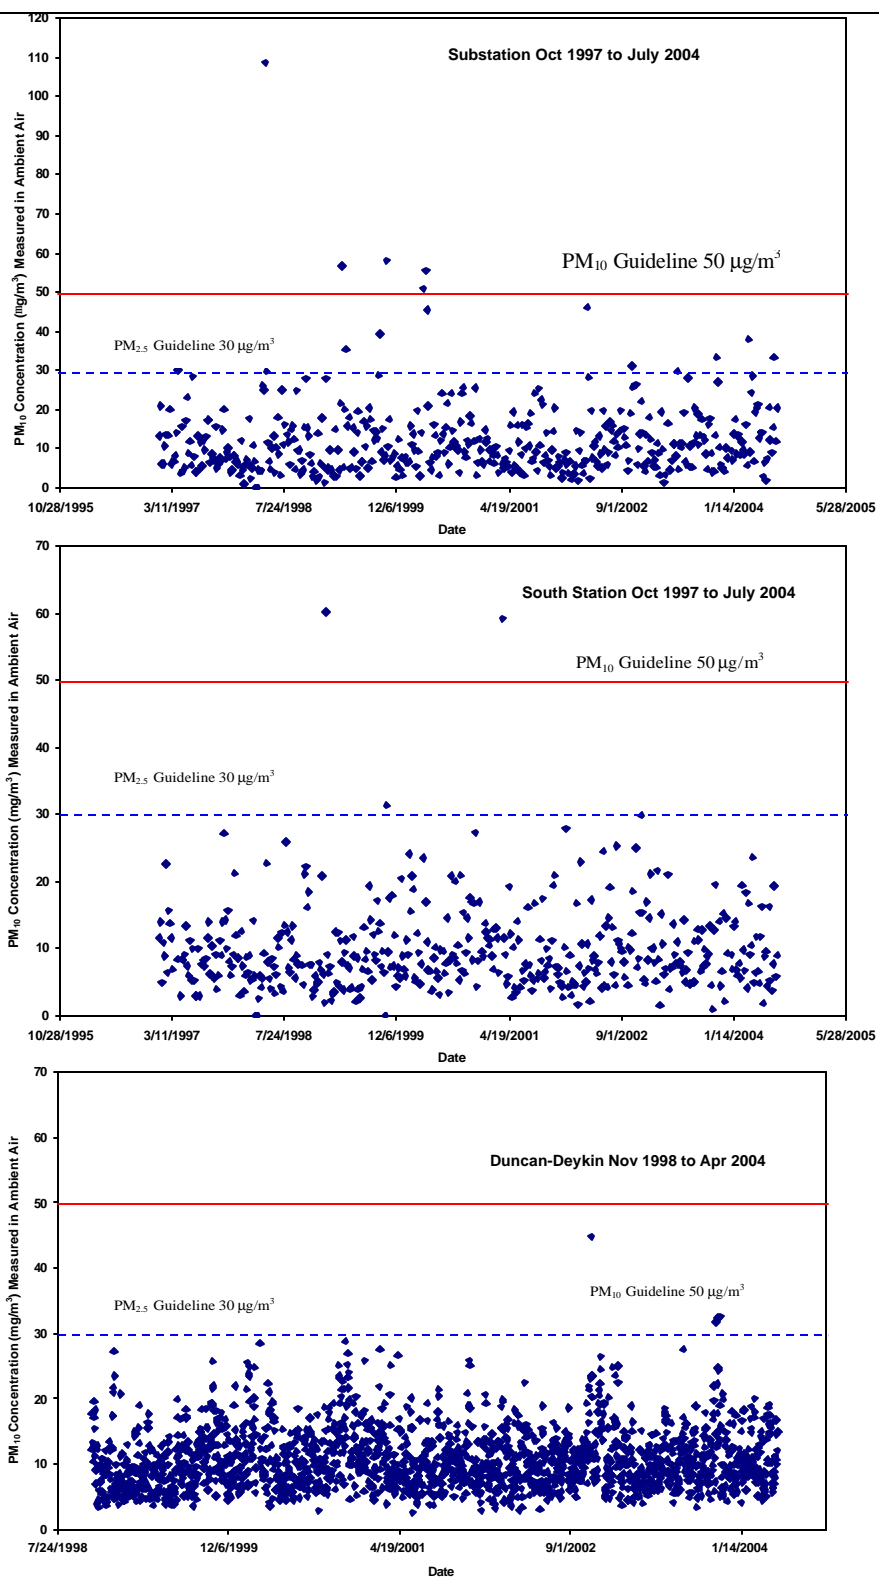 120
110
100
90
80
70
60
50
40
30
20
10
0
PM10 Concentration (mg/m3) Measured in Ambient Air
Substation Oct 1997 to July 2004
PM10 Guideline 50 µg/m3
PM2.5 Guideline 30 µg/m3
10/28/1995 3/11/1997 7/24/1998 12/6/1999 4/19/2001 9/1/2002 1/14/2004 5/28/2005
Date
70
60
50
40
30
20
10
0
PM10 Concentration (mg/m3) Measured in Ambient Air
South Station Oct 1997 to July 2004
PM10 Guideline 50 µg/m3
PM2.5 Guideline 30 µg/m3
10/28/1995 3/11/1997 7/24/1998 12/6/1999 4/19/2001 9/1/2002 1/14/2004 5/28/2005
Date
70
60
50
40
30
20
10
0
PM10 Concentration (mg/m3) Measured in Ambient Air
Duncan-Deykin Nov 1998 to Apr 2004
PM10 Guideline 50 µg/m3
PM2.5 Guideline 30 µg/m3
7/24/1998 12/6/1999 4/19/2001 9/1/2002 1/14/2004
Date